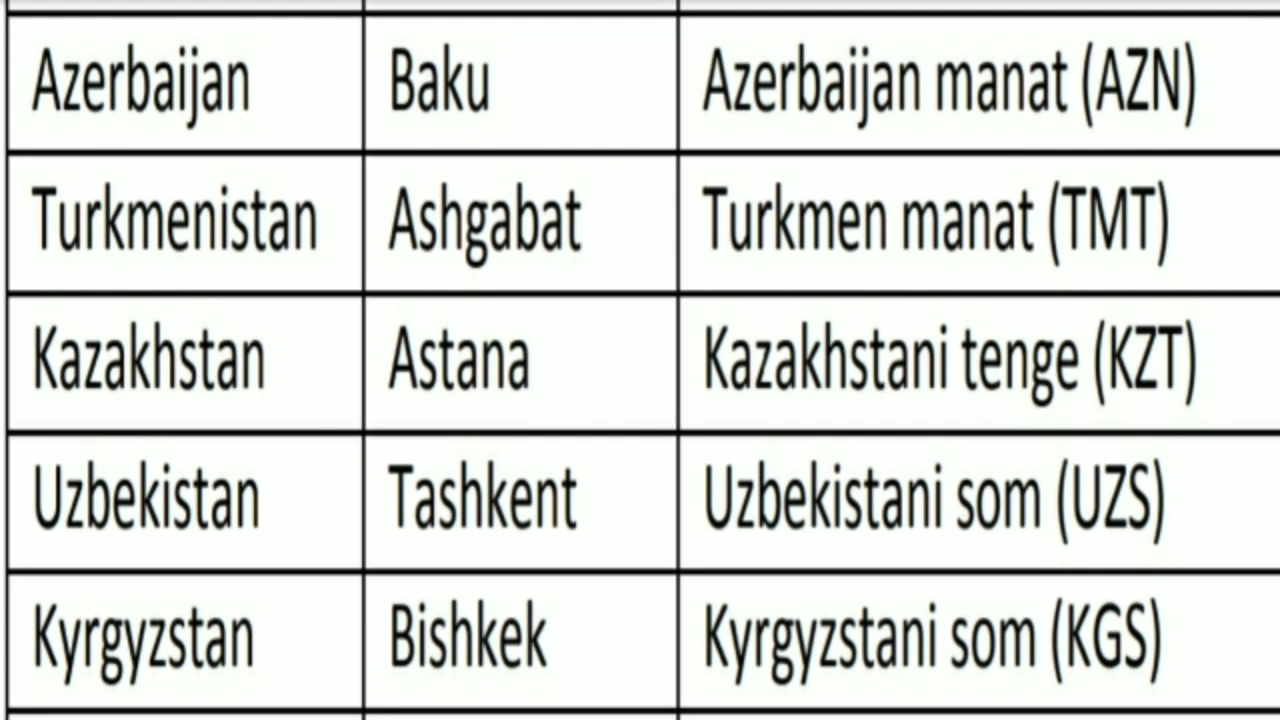 Azerbaijan Baku Azerbaijan manat (AZN)
Turkmenistan Ashgabat Turkmen manat (TMT)
Kazakhstan Astana Kazakhstani tenge (KZT)
Uzbekistan Tashkent Uzbekistani som (UZS)
Kyrgyzstan Bishkek Kyrgyzstani som (KGS)